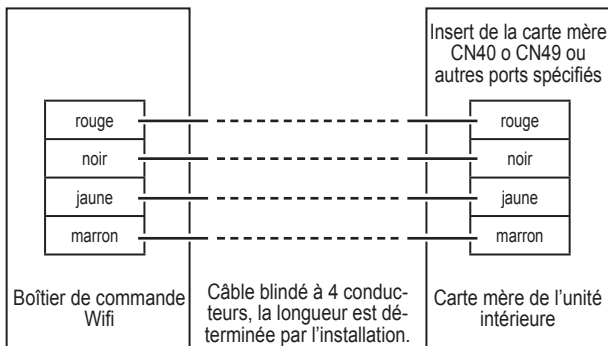 Insert de la carte mère
CN40 o CN49 ou
autres ports spécifiés
rouge
noir
jaune
marron
rouge
noir
jaune
marron
Boîtier de commande
Wifi
Câble blindé à 4 conduc-
teurs, la longueur est dé-
terminée par l'installation.
Carte mère de l'unité
intérieure